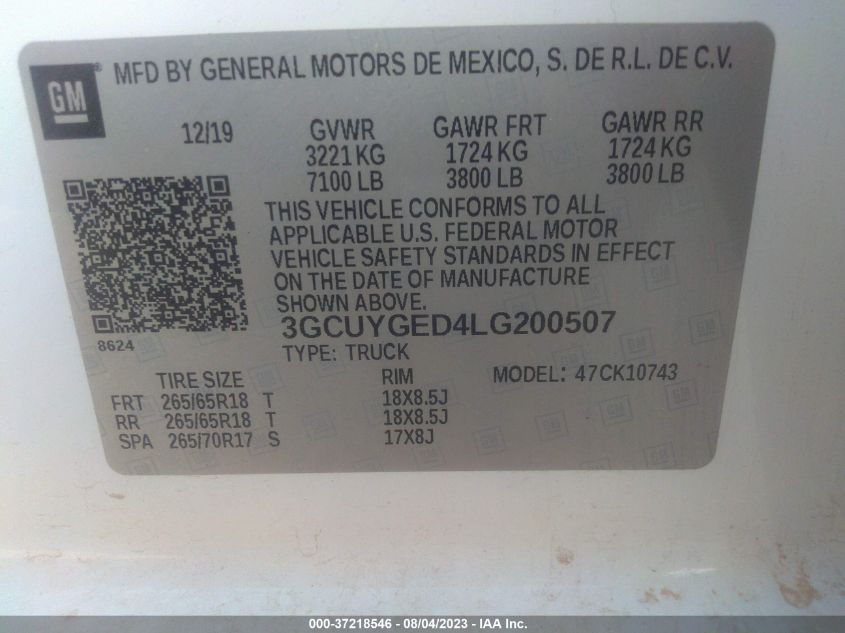 GM ® MFD BY GENERAL MOTORS DE MEXICO, S. DE R.L. DE C.V.
12/19 GVWR GAWR FRT GAWR RR
3221 KG 1724 KG 1724 KG
7100 LB 3800 LB 3800 LB
THIS VEHICLE CONFORMS TO ALL
APPLICABLE U.S. FEDERAL MOTOR
VEHICLE SAFETY STANDARDS IN EFFECT
ON THE DATE OF MANUFACTURE
SHOWN ABOVE.
3GCUYGED4LG200507
8624 TYPE: TRUCK
TIRE SIZE RIM MODEL: 47CK10743
FRT 265/65R18 T 18X8.5J
RR 265/65R18 T 18X8.5J
SPA 265/70R17 S 17X8J
000-37218546 - 08/04/2023 - IAA Inc.